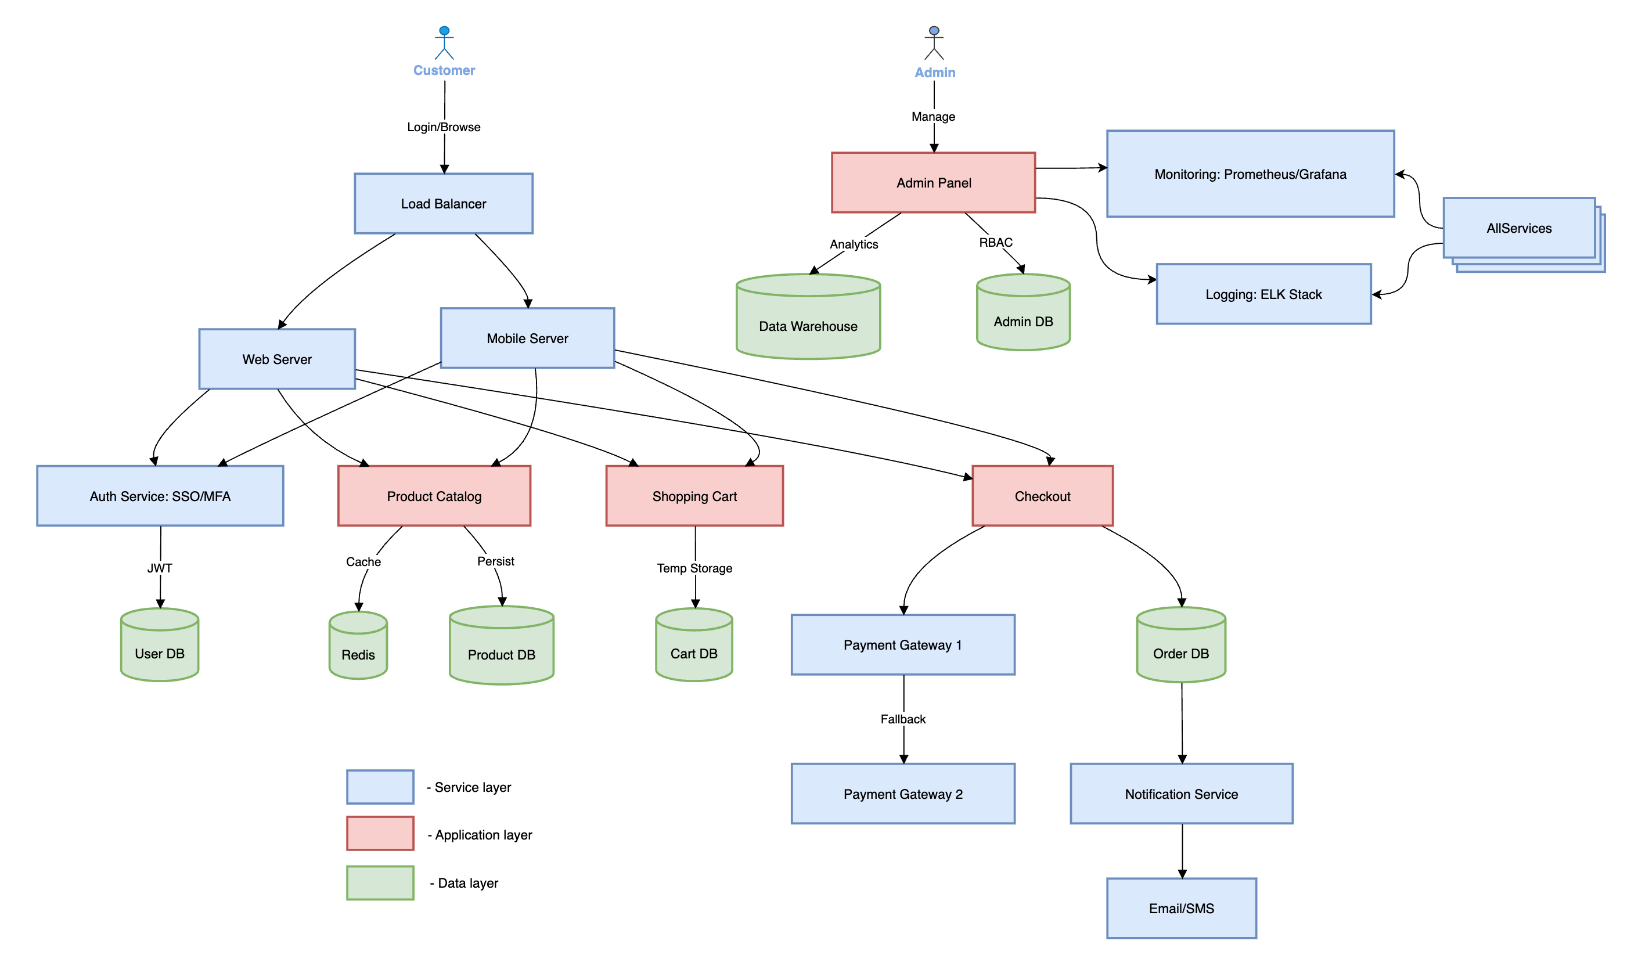 Customer
Admin
Login/Browse
Manage
Load Balancer
Admin Panel
Monitoring: Prometheus/Grafana
AllServices
Analytics
RBAC
Logging: ELK Stack
Data Warehouse
Admin DB
Web Server
Mobile Server
Auth Service: SSO/MFA
Product Catalog
Shopping Cart
Checkout
JWT
Cache
Persist
Temp Storage
User DB
Redis
Product DB
Cart DB
Payment Gateway 1
Order DB
Fallback
Payment Gateway 2
Notification Service
Email/SMS
- Service layer
- Application layer
- Data layer